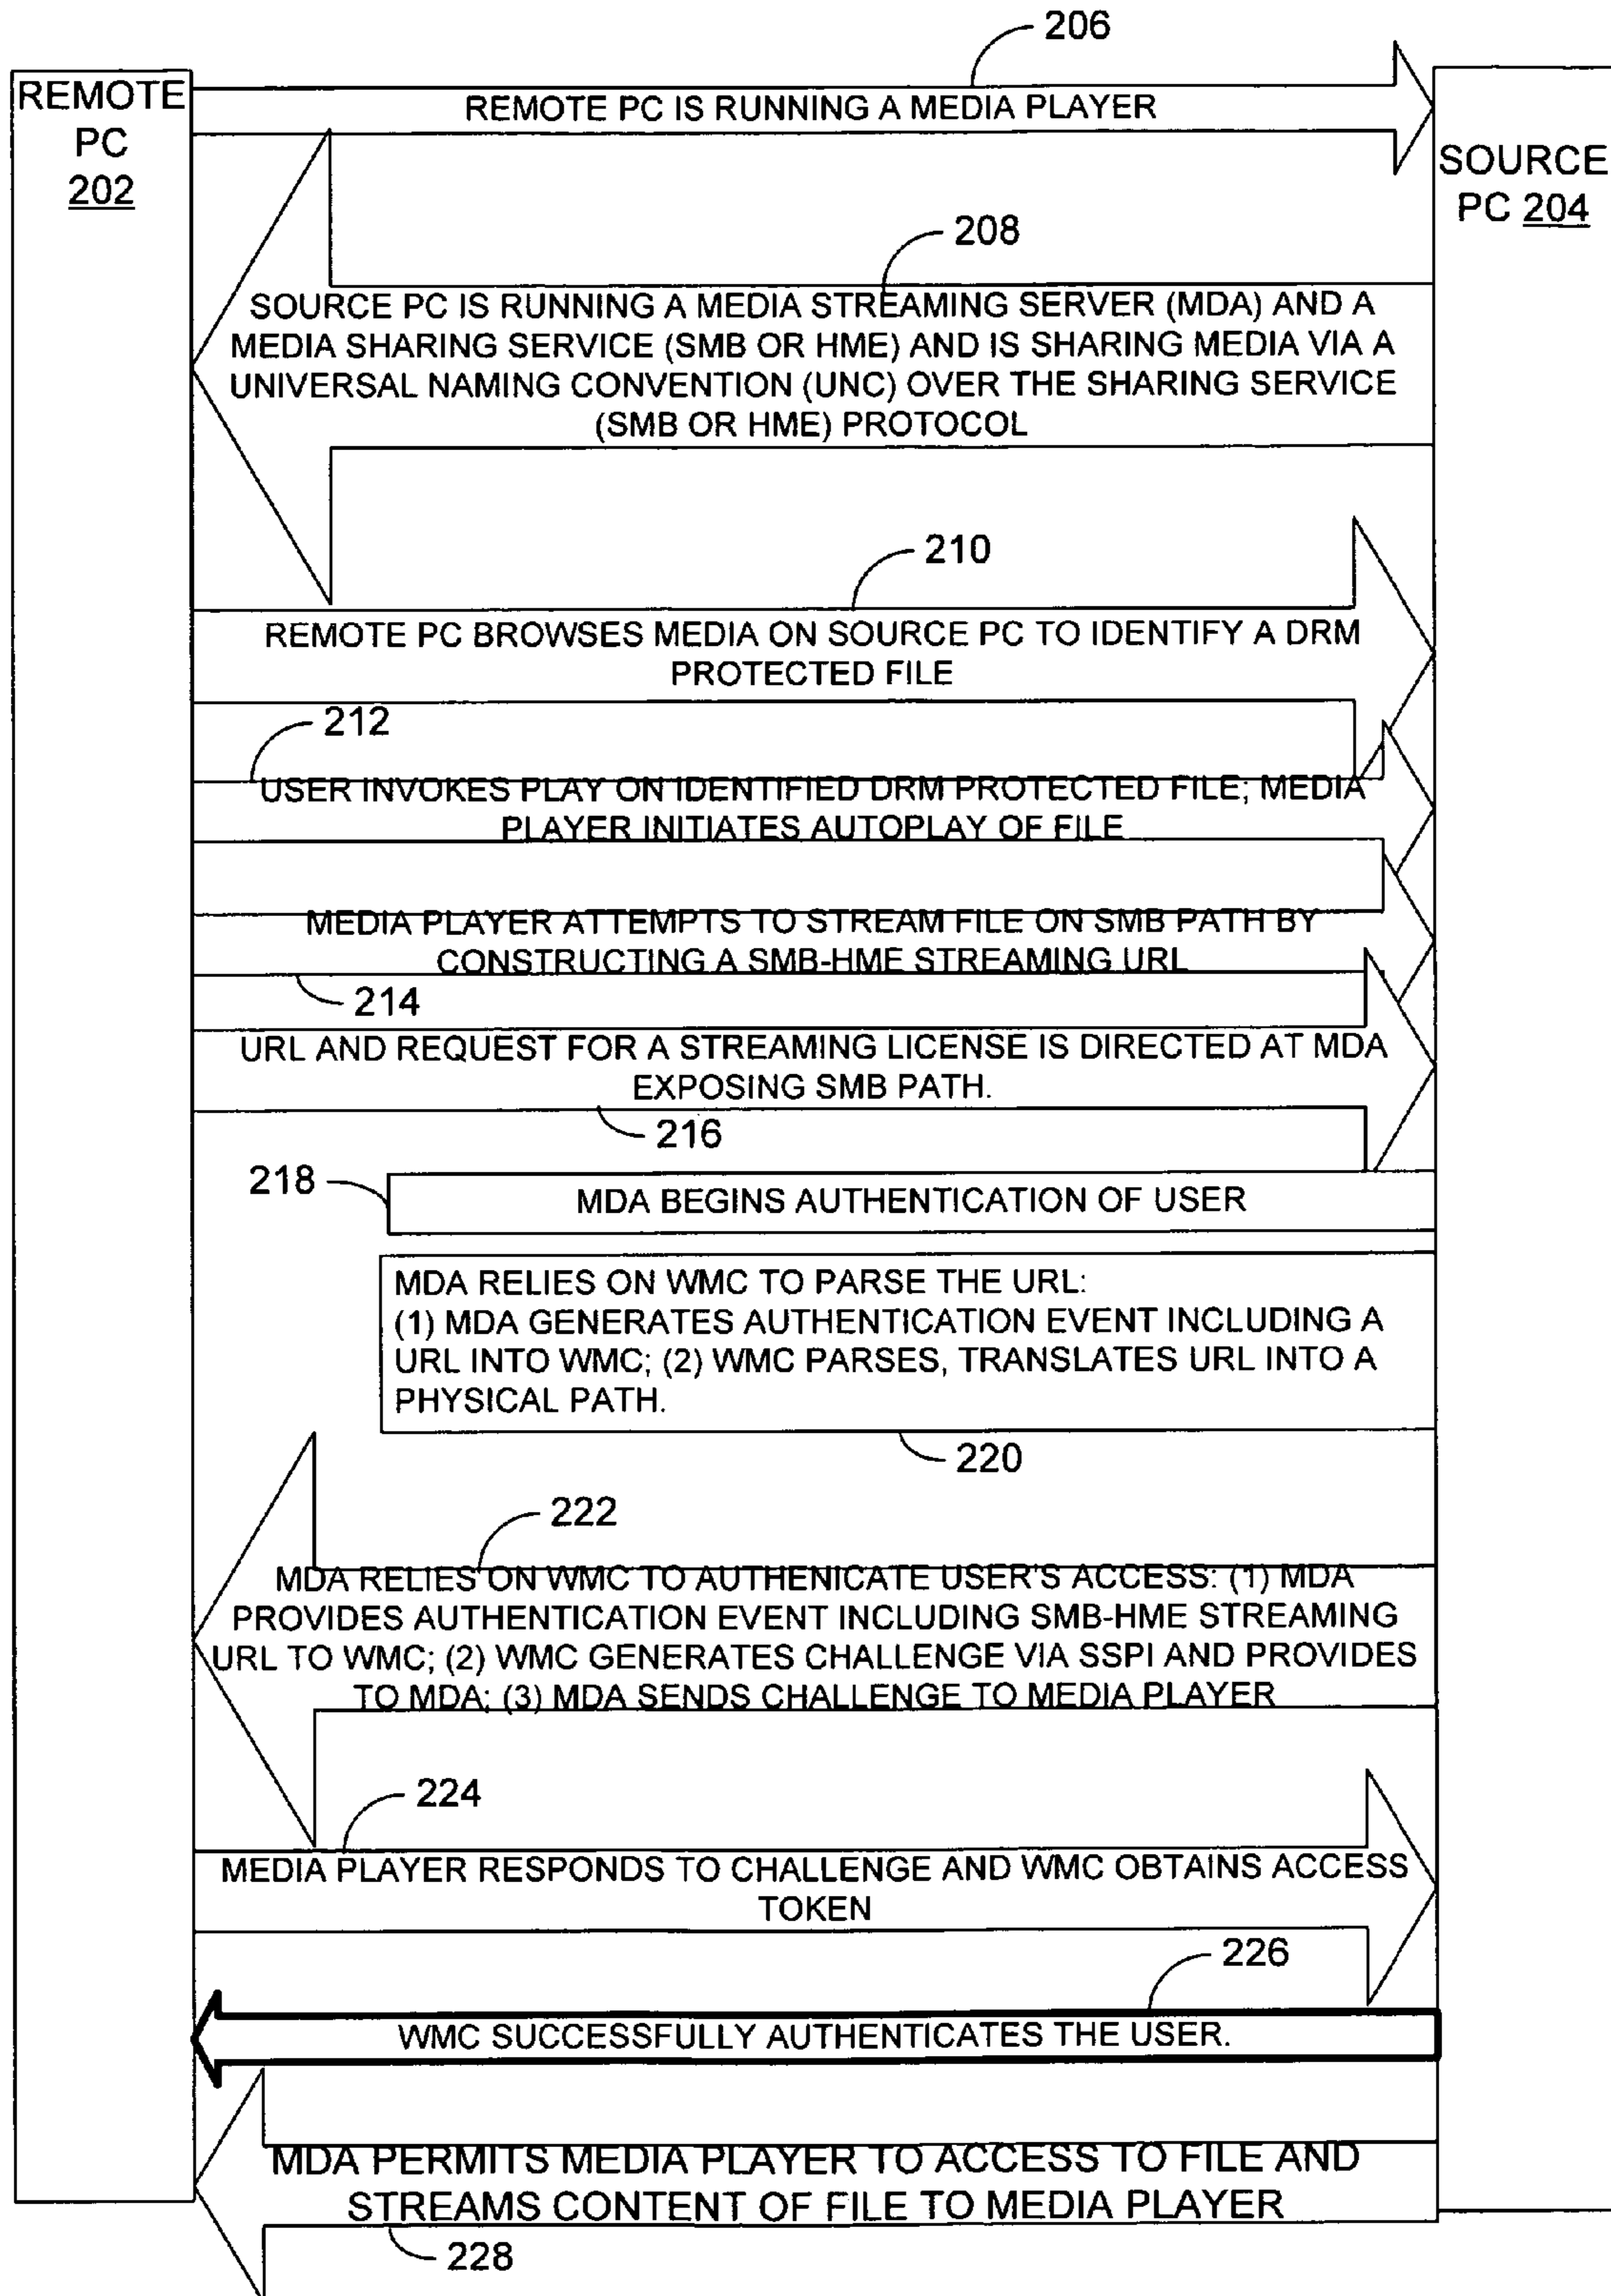 206
REMOTE
PC
202
REMOTE PC IS RUNNING A MEDIA PLAYER
SOURCE
PC 204
208
SOURCE PC IS RUNNING A MEDIA STREAMING SERVER (MDA) AND A
MEDIA SHARING SERVICE (SMB OR HME) AND IS SHARING MEDIA VIA A
UNIVERSAL NAMING CONVENTION (UNC) OVER THE SHARING SERVICE
(SMB OR HME) PROTOCOL
210
REMOTE PC BROWSES MEDIA ON SOURCE PC TO IDENTIFY A DRM
PROTECTED FILE
212
USER INVOKES PLAY ON IDENTIFIED DRM PROTECTED FILE; MEDIA
PLAYER INITIATES AUTOPLAY OF FILE
MEDIA PLAYER ATTEMPTS TO STREAM FILE ON SMB PATH BY
CONSTRUCTING A SMB-HME STREAMING URL
214
URL AND REQUEST FOR A STREAMING LICENSE IS DIRECTED AT MDA
EXPOSING SMB PATH.
216
218
MDA BEGINS AUTHENTICATION OF USER
MDA RELIES ON WMC TO PARSE THE URL:
(1) MDA GENERATES AUTHENTICATION EVENT INCLUDING A
URL INTO WMC; (2) WMC PARSES, TRANSLATES URL INTO A
PHYSICAL PATH.
220
222
MDA RELIES ON WMC TO AUTHENICATE USER'S ACCESS: (1) MDA
PROVIDES AUTHENTICATION EVENT INCLUDING SMB-HME STREAMING
URL TO WMC; (2) WMC GENERATES CHALLENGE VIA SSPI AND PROVIDES
TO MDA; (3) MDA SENDS CHALLENGE TO MEDIA PLAYER
224
MEDIA PLAYER RESPONDS TO CHALLENGE AND WMC OBTAINS ACCESS
TOKEN
226
WMC SUCCESSFULLY AUTHENTICATES THE USER.
MDA PERMITS MEDIA PLAYER TO ACCESS TO FILE AND
STREAMS CONTENT OF FILE TO MEDIA PLAYER
228